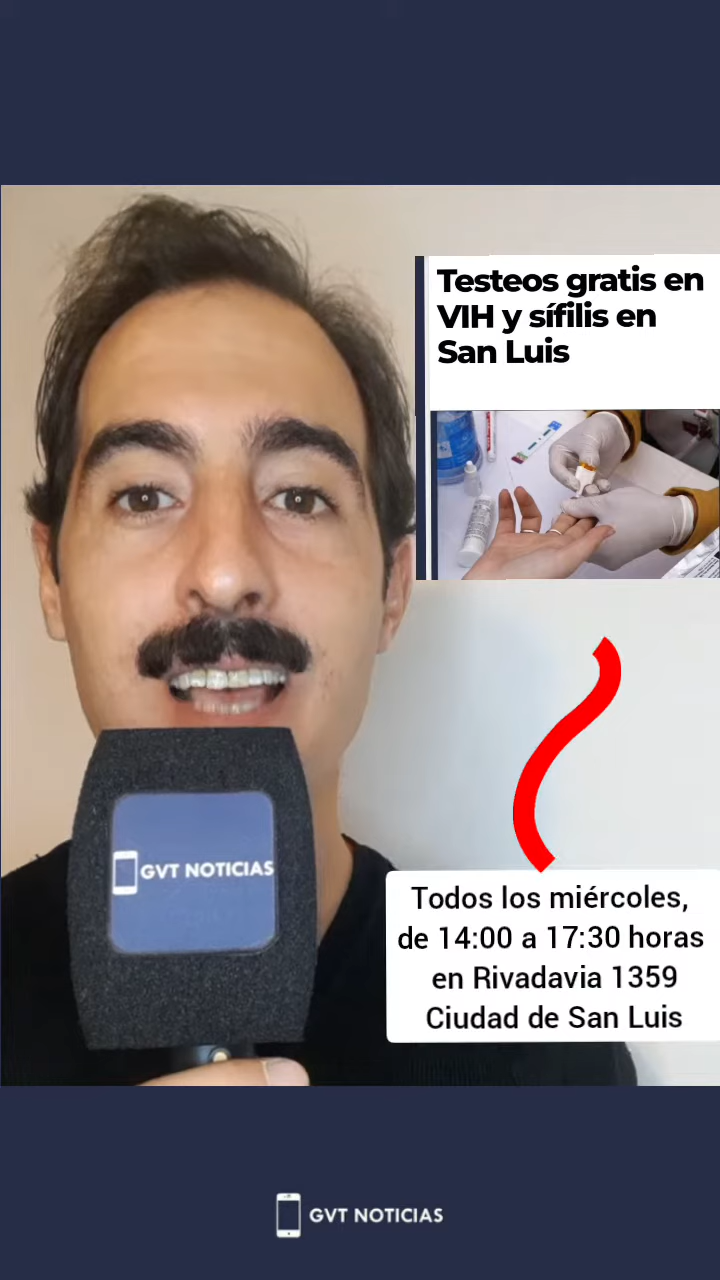 Testeos gratis en
VIH y sífilis en
San Luis
GVT NOTICIAS
Todos los miércoles,
de 14:00 a 17:30 horas
en Rivadavia 1359
Ciudad de San Luis
GVT NOTICIAS